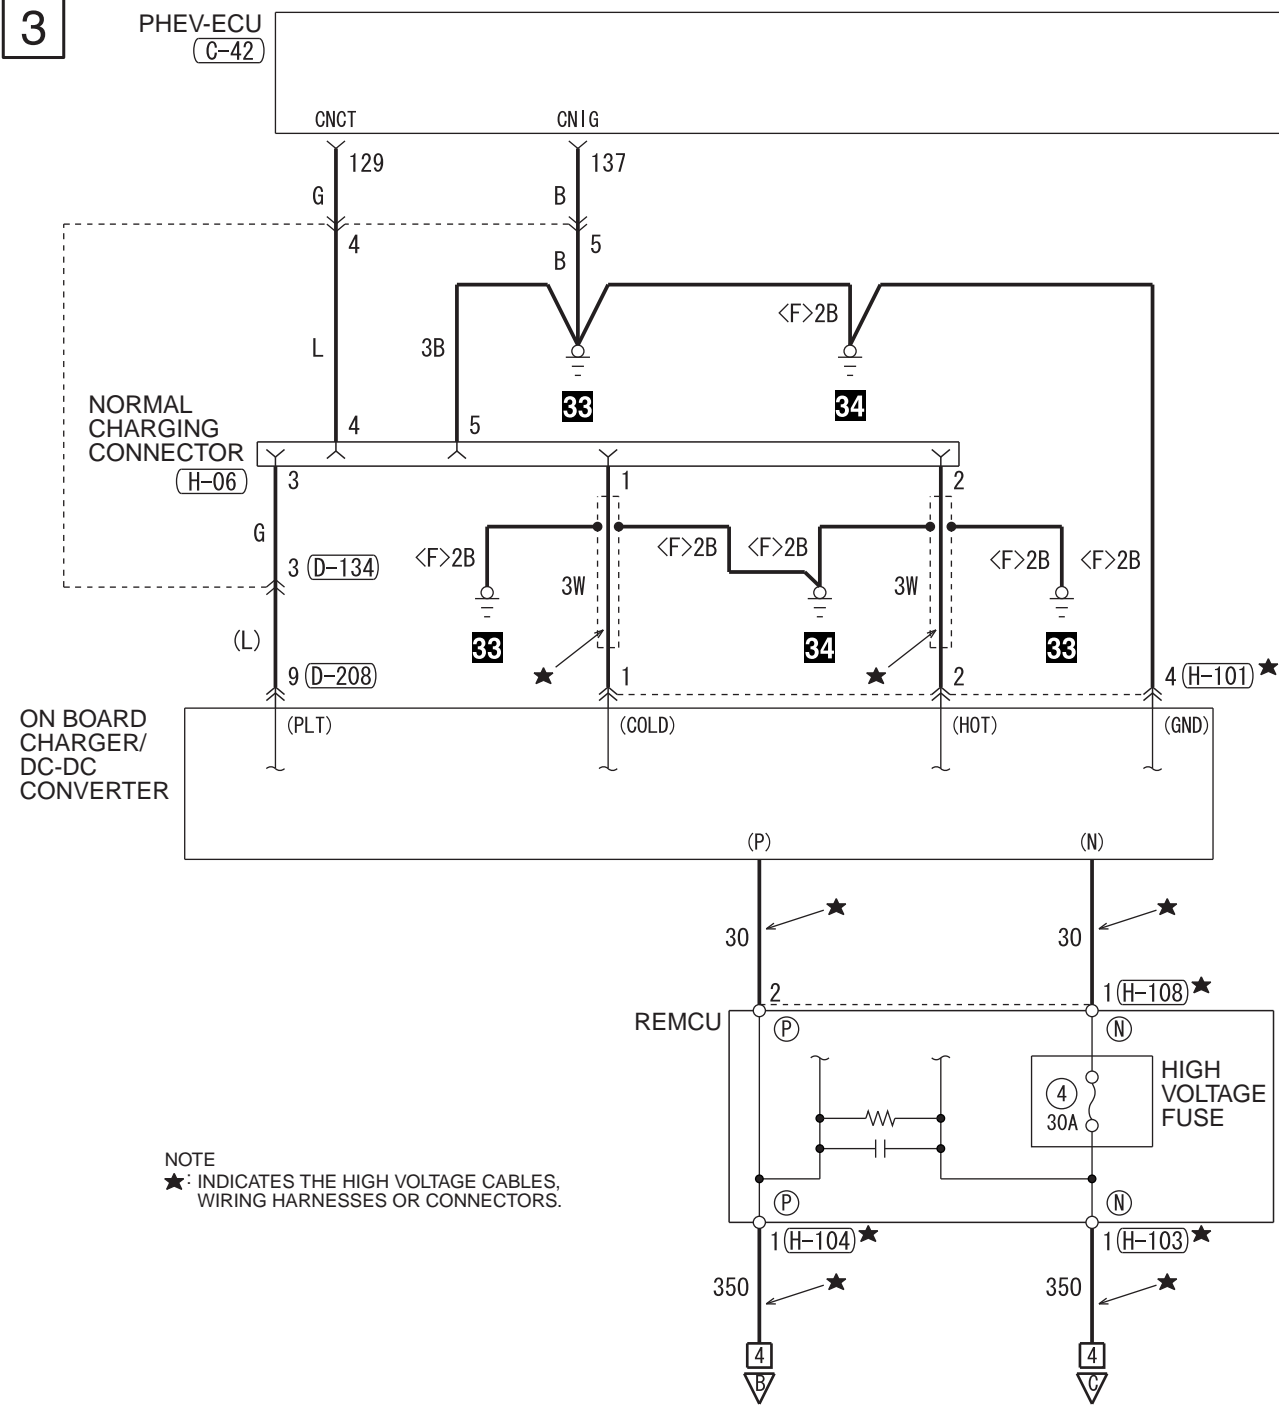 3
PHEV-ECU
C-42
CNCT
CNIG
129
137
G
B
4
5
B
<F>2B
L
3B
33
34
NORMAL
CHARGING
CONNECTOR
H-06
4
5
3
1
2
G
<F>2B
<F>2B
<F>2B
<F>2B
<F>2B
3 D-134
3W
3W
(L)
33
34
33
9 D-208
1
2
4 H-101 ★
★
★
ON BOARD
CHARGER/
DC-DC
CONVERTER
(PLT)
(COLD)
(HOT)
(GND)
(P)
(N)
★
★
30
30
2
1 H-108 ★
REMCU
P
N
HIGH
VOLTAGE
FUSE
4
30A
NOTE
★: INDICATES THE HIGH VOLTAGE CABLES,
WIRING HARNESSES OR CONNECTORS.
P
N
1 H-104 ★
1 H-103 ★
350
★
350
★
4
4
B
C